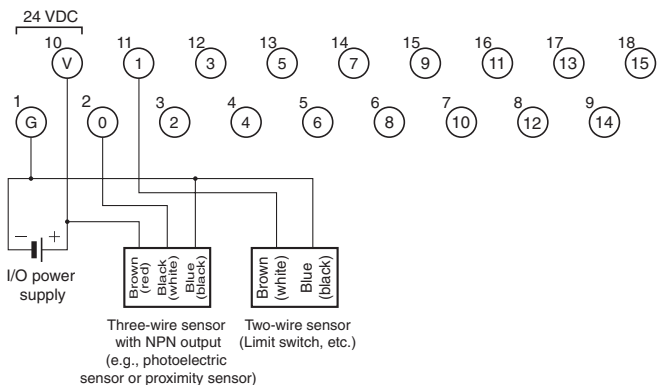 24 VDC
10 11 12 13 14 15 16 17 18
V 1 3 5 7 9 11 13 15
1 2 3 4 5 6 7 8 9
G 0 2 4 6 8 10 12 14
− +
I/O power
supply
Brown
(red)
Black
(white)
Blue
(black)
Brown
(white)
Blue
(black)
Three-wire sensor
with NPN output
(e.g., photoelectric
sensor or proximity sensor)
Two-wire sensor
(Limit switch, etc.)